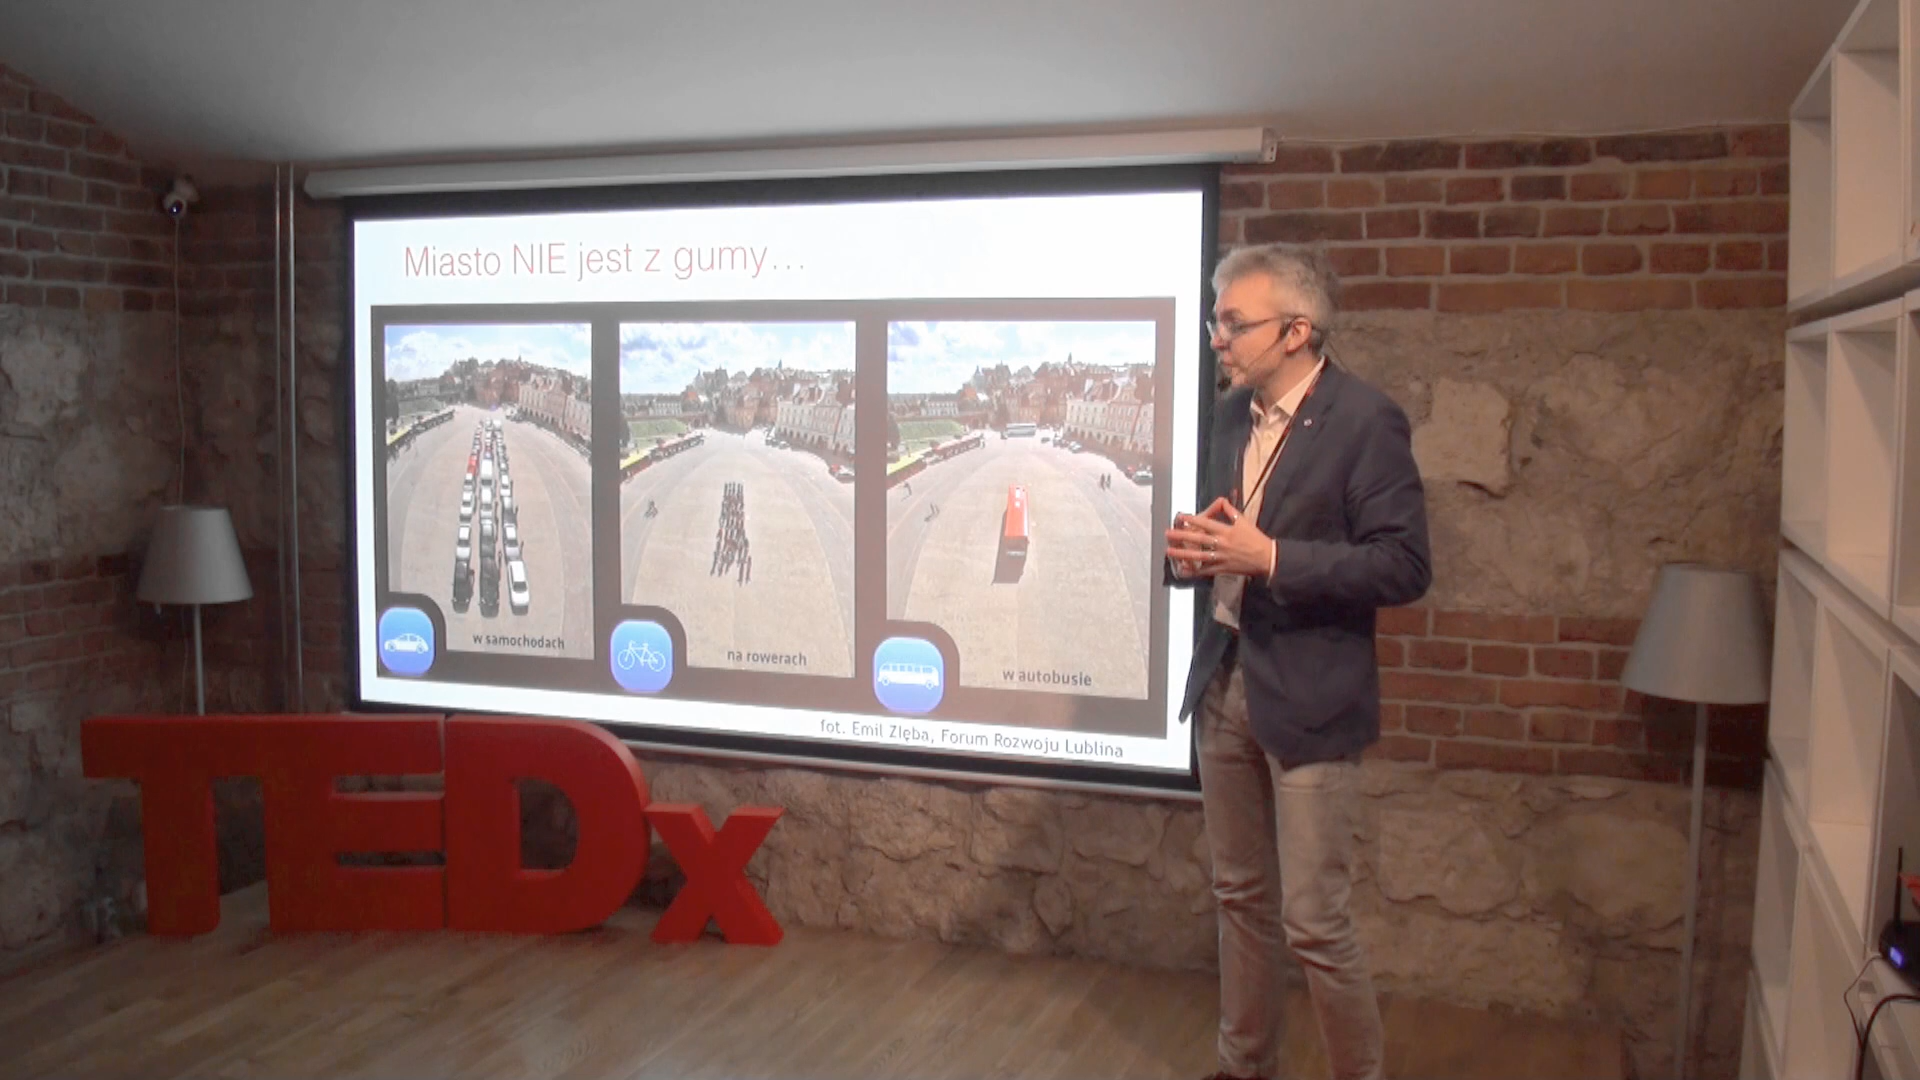 Miasto NIE jest z gumy...
w samochodach
na rowerach
w autobusie
fot. Emil Zięba, Forum Rozwoju Lublina
TEDx